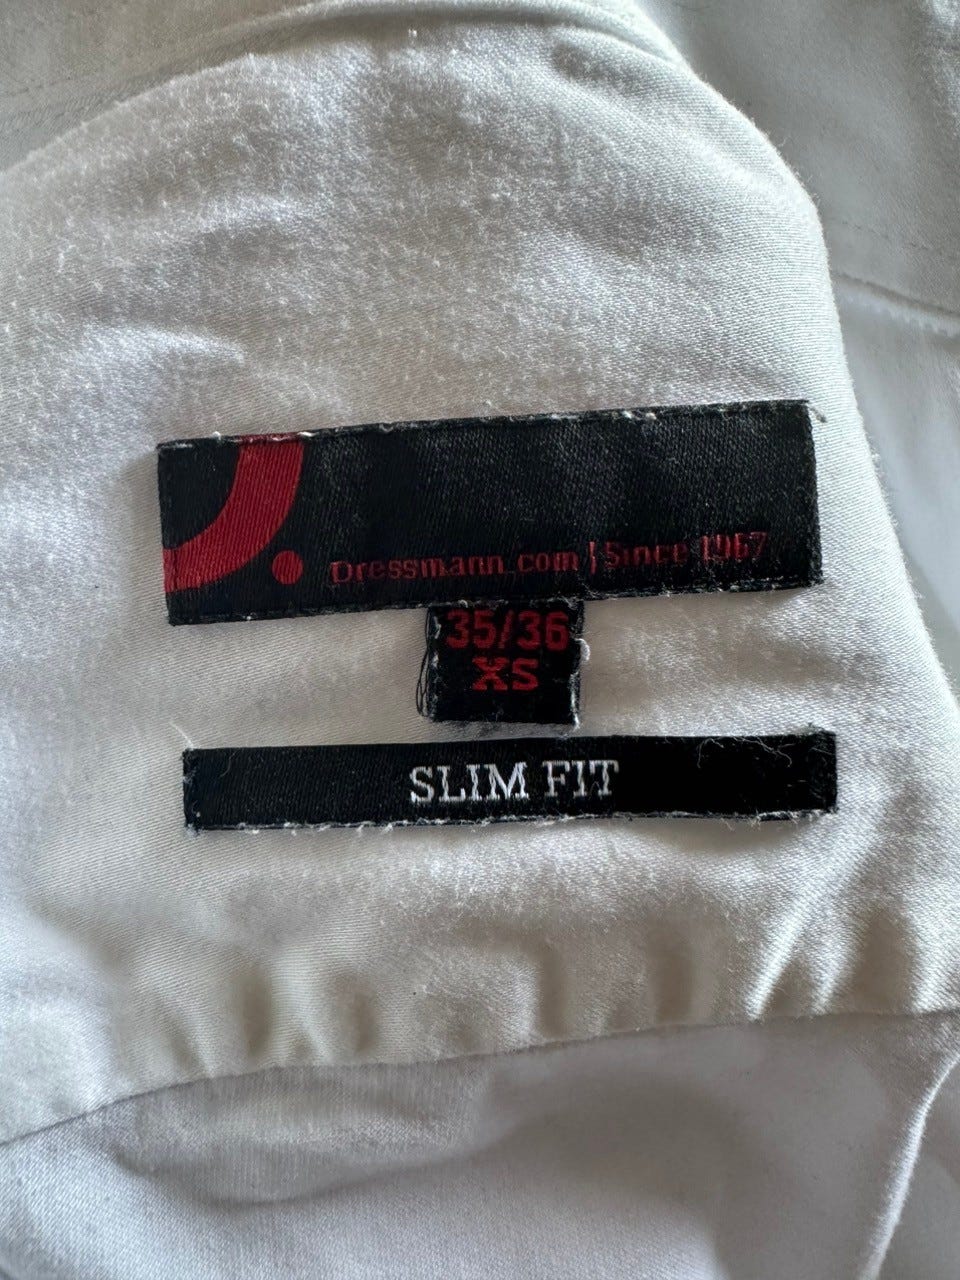 Dressmann.com | Since 1967
35/36
XS
SLIM FIT